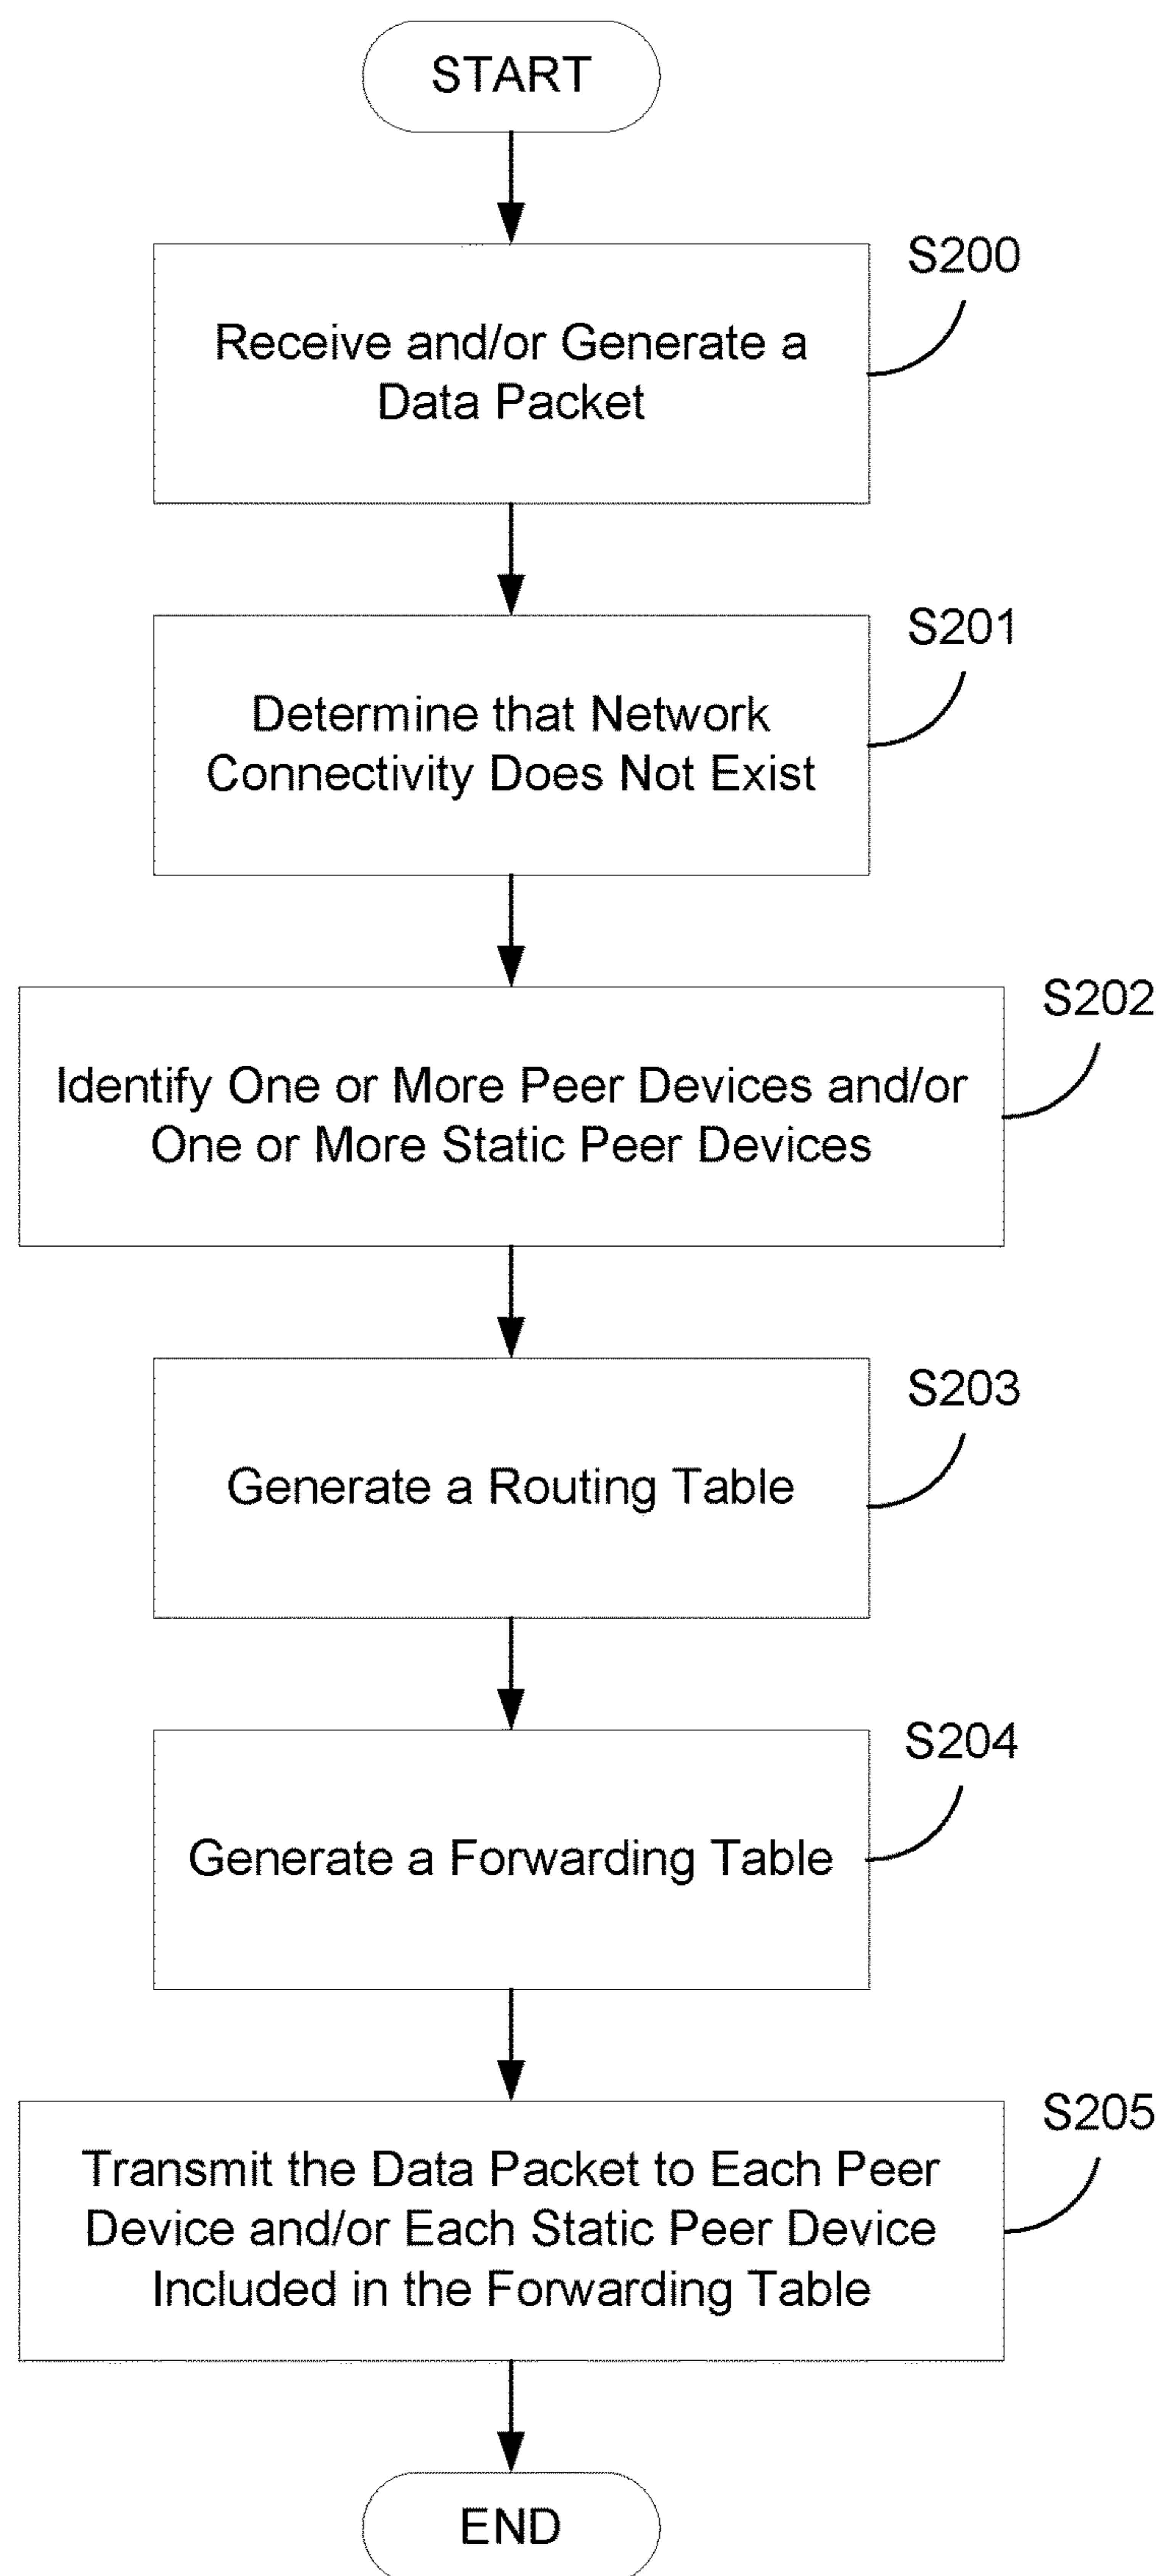 START
S200
Receive and/or Generate a
Data Packet
S201
Determine that Network
Connectivity Does Not Exist
S202
Identify One or More Peer Devices and/or
One or More Static Peer Devices
S203
Generate a Routing Table
S204
Generate a Forwarding Table
S205
Transmit the Data Packet to Each Peer
Device and/or Each Static Peer Device
Included in the Forwarding Table
END